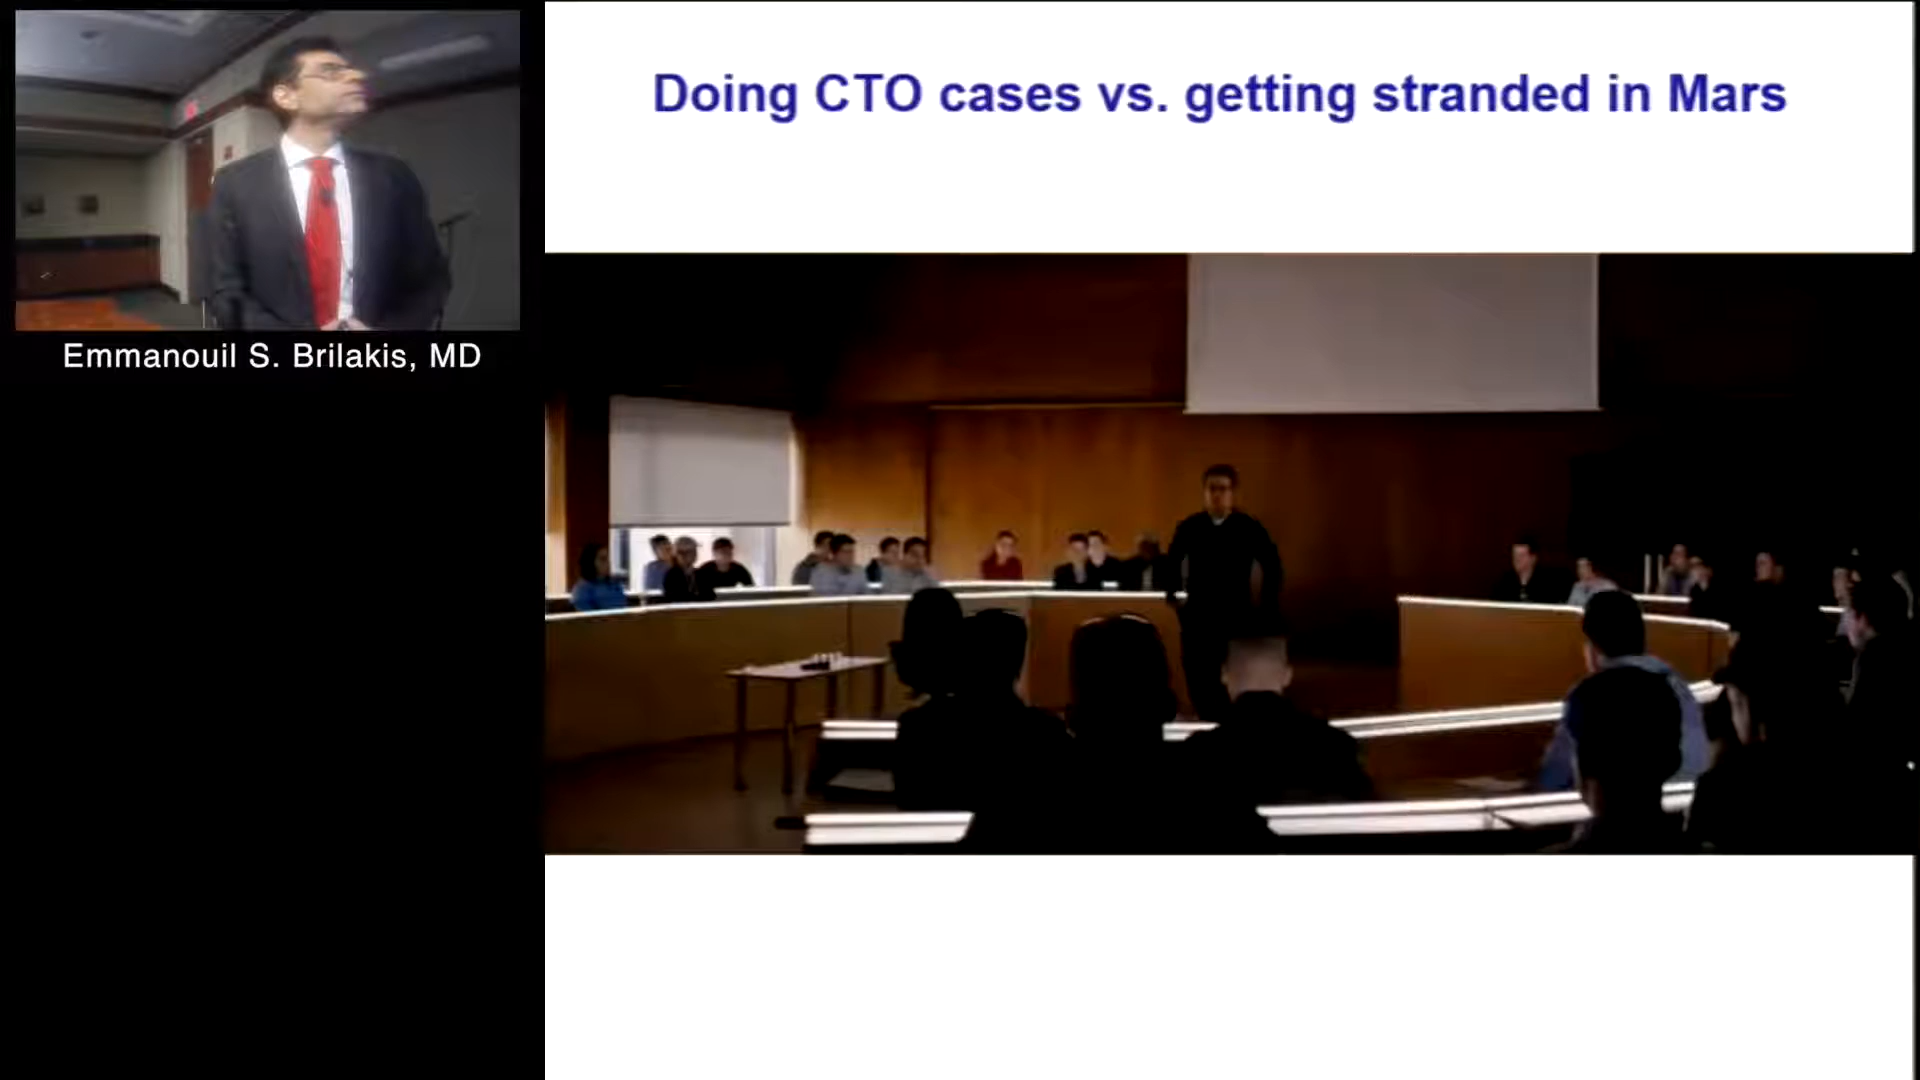 Doing CTO cases vs. getting stranded in Mars
Emmanouil S. Brilakis, MD